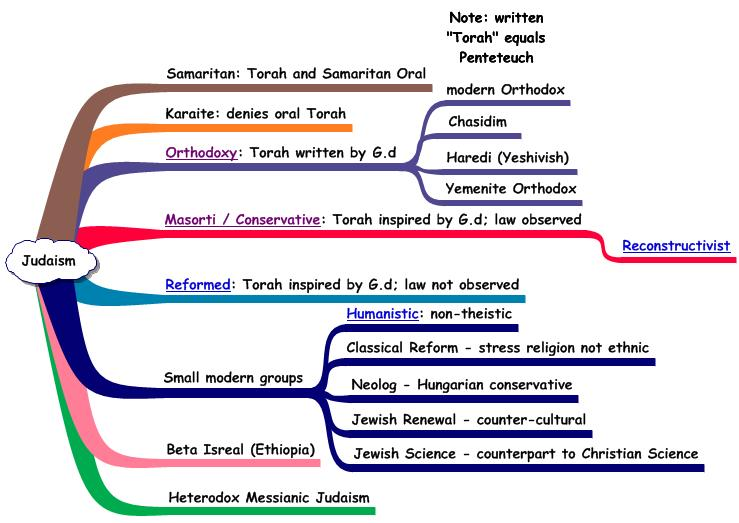 Note: written
"Torah" equals
Penteteuch
Samaritan: Torah and Samaritan Oral
modern Orthodox
Karaite: denies oral Torah
Chasidim
Orthodoxy: Torah written by G.d
Haredi (Yeshivish)
Yemenite Orthodox
Masorti / Conservative: Torah inspired by G.d; law observed
Reconstructivist
Judaism
Reformed: Torah inspired by G.d; law not observed
Humanistic: non-theistic
Classical Reform - stress religion not ethnic
Small modern groups
Neolog - Hungarian conservative
Jewish Renewal - counter-cultural
Beta Isreal (Ethiopia)
Jewish Science - counterpart to Christian Science
Heterodox Messianic Judaism